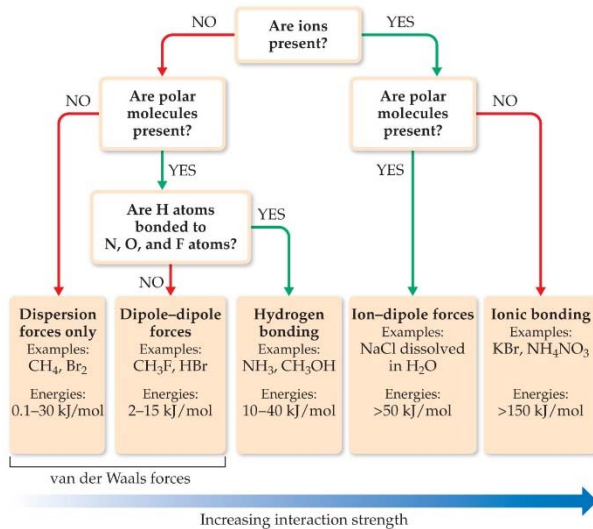 NO
Are ions
present?
YES
NO
Are polar
molecules
present?
Are polar
molecules
present?
NO
YES
YES
Are H atoms
bonded to
N, O, and F atoms?
YES
NO
Dispersion
forces only
Examples:
CH₄, Br₂
Energies:
0.1–30 kJ/mol
Dipole–dipole
forces
Examples:
CH₃F, HBr
Energies:
2–15 kJ/mol
Hydrogen
bonding
Examples:
NH₃, CH₃OH
Energies:
10–40 kJ/mol
Ion–dipole forces
Examples:
NaCl dissolved
in H₂O
Energies:
>50 kJ/mol
Ionic bonding
Examples:
KBr, NH₄NO₃
Energies:
>150 kJ/mol
van der Waals forces
Increasing interaction strength